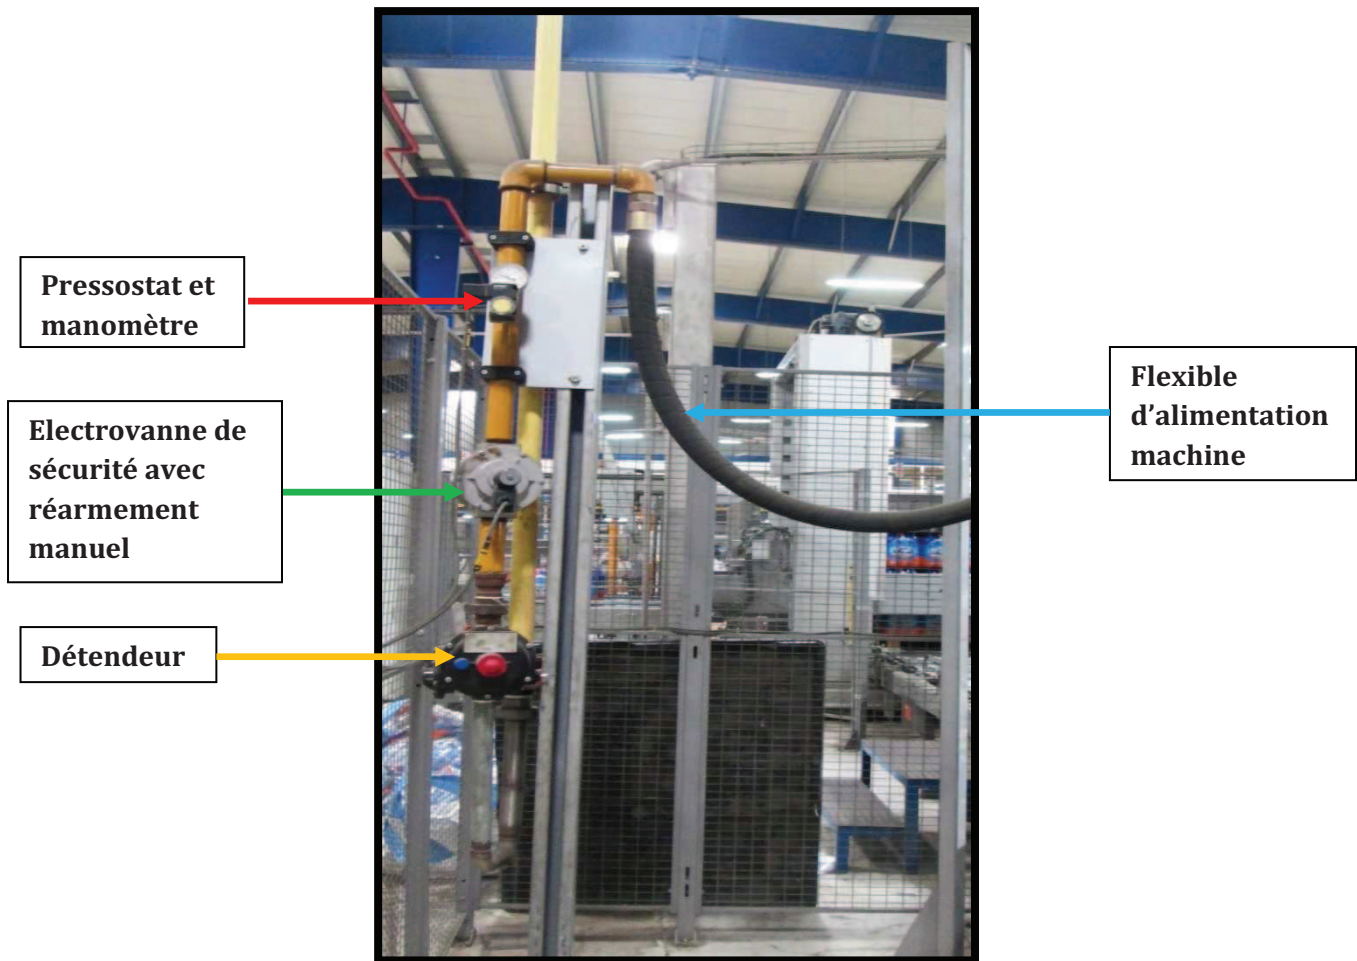 Pressostat et
manomètre
Electrovanne de
sécurité avec
réarmement
manuel
Détendeur
Flexible
d’alimentation
machine